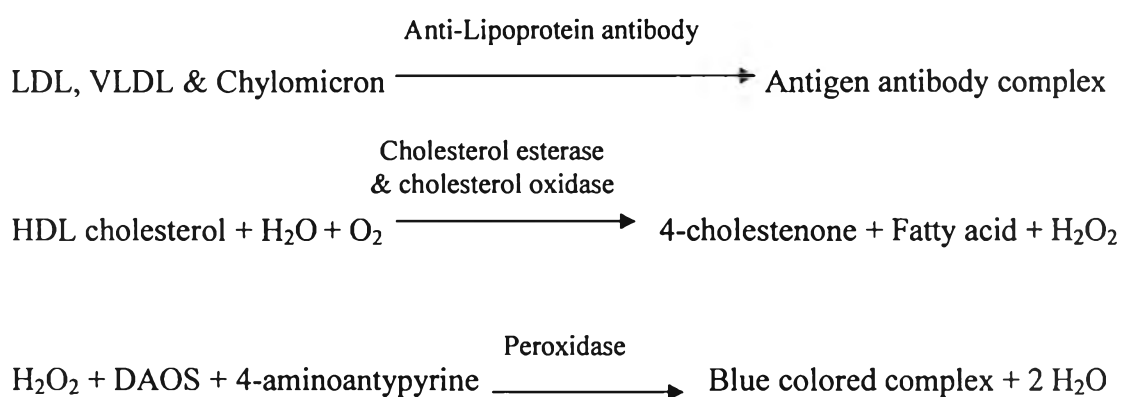 Anti-Lipoprotein antibody
LDL, VLDL & Chylomicron Antigen antibody complex
Cholesterol esterase
& cholesterol oxidase
HDL cholesterol + H₂O + O₂ 4-cholestenone + Fatty acid + H₂O₂
Peroxidase
H₂O₂ + DAOS + 4-aminoantypyrine Blue colored complex + 2 H₂O